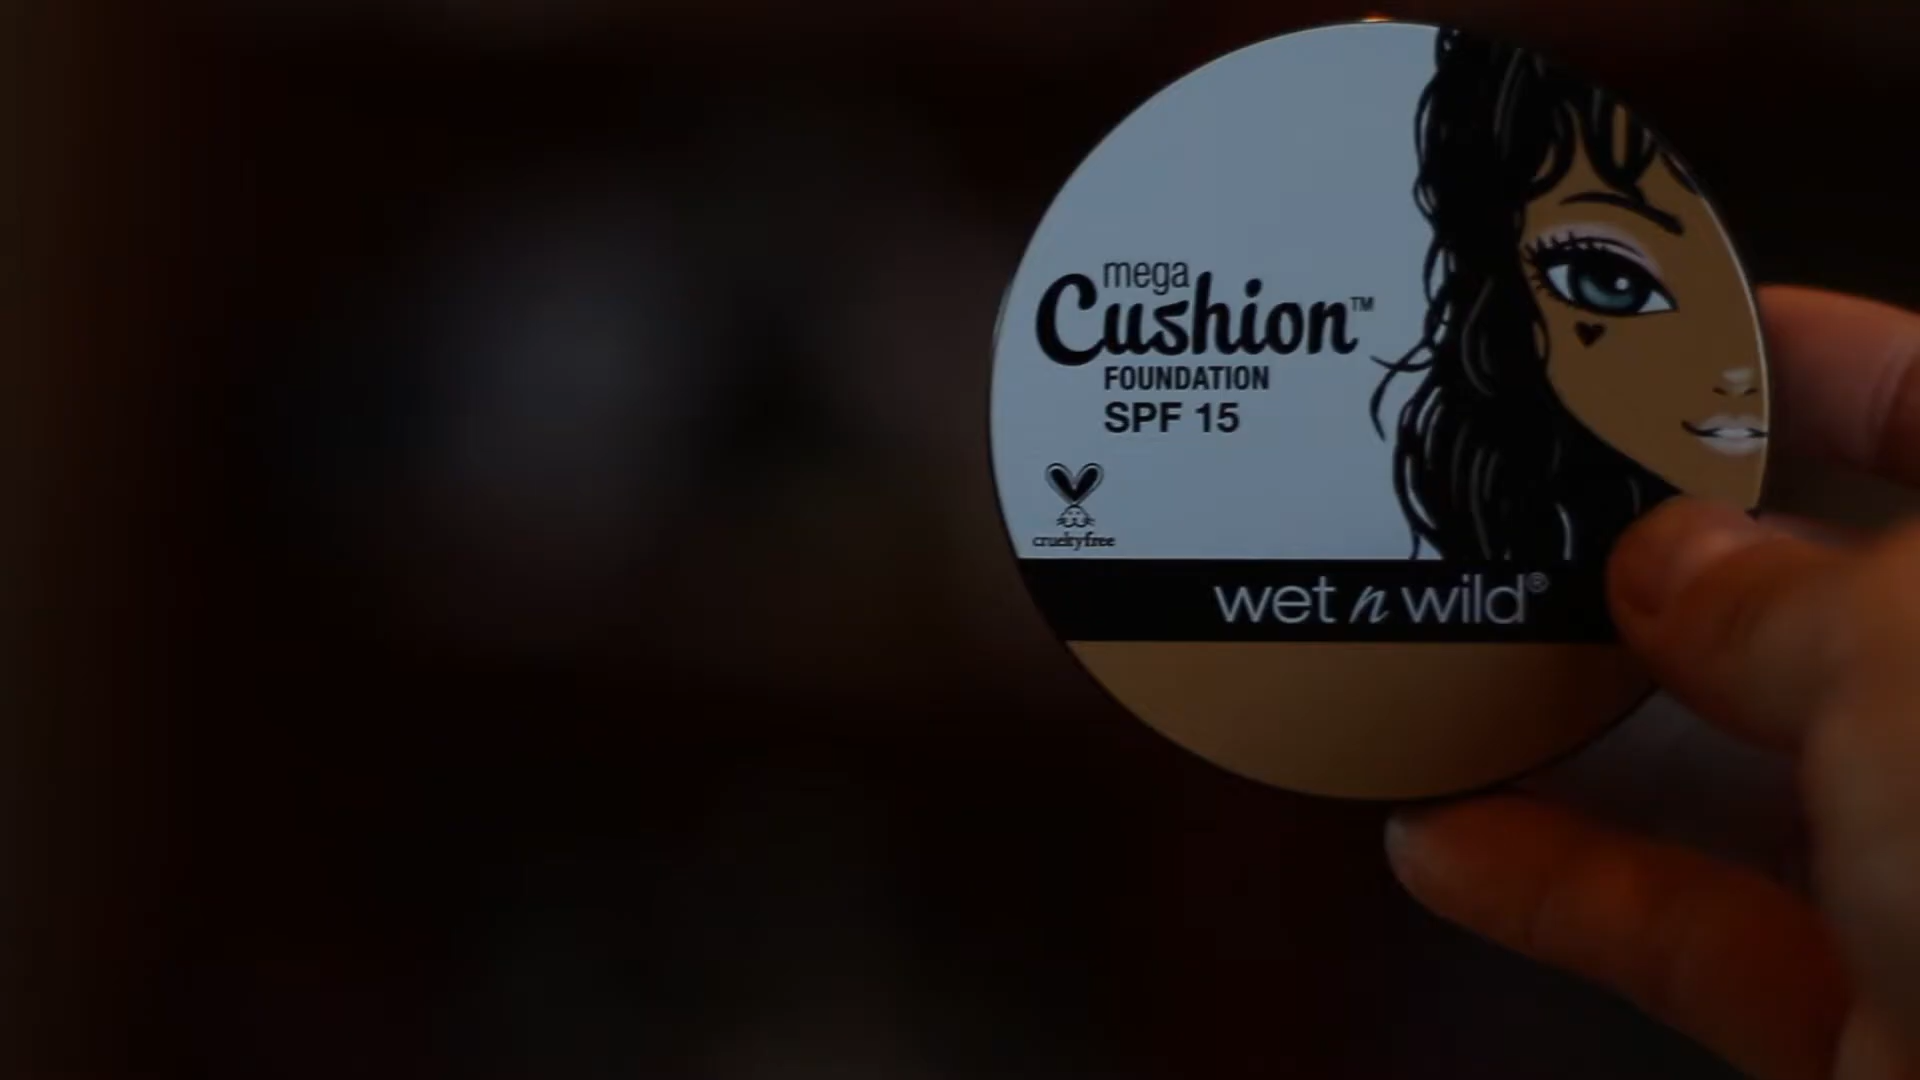 mega
Cushion™
FOUNDATION
SPF 15
crueltyfree
wet n wild®